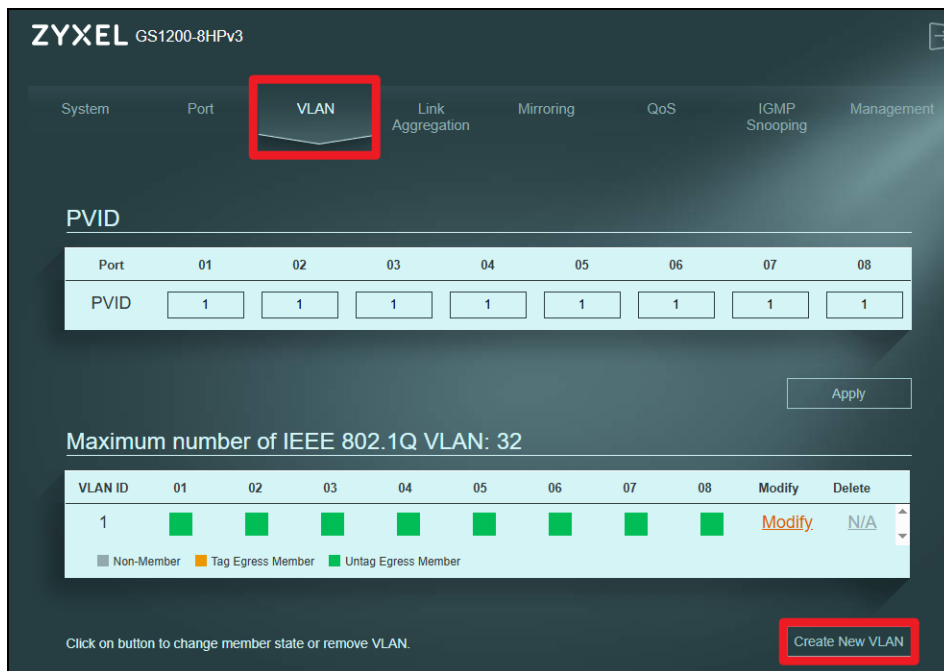 ZYXEL GS1200-8HPv3
System Port VLAN Link Aggregation Mirroring QoS IGMP Snooping Management
PVID
Port 01 02 03 04 05 06 07 08
PVID 1 1 1 1 1 1 1 1
Apply
Maximum number of IEEE 802.1Q VLAN: 32
VLAN ID 01 02 03 04 05 06 07 08 Modify Delete
1 Modify N/A
Non-Member Tag Egress Member Untag Egress Member
Click on button to change member state or remove VLAN.
Create New VLAN